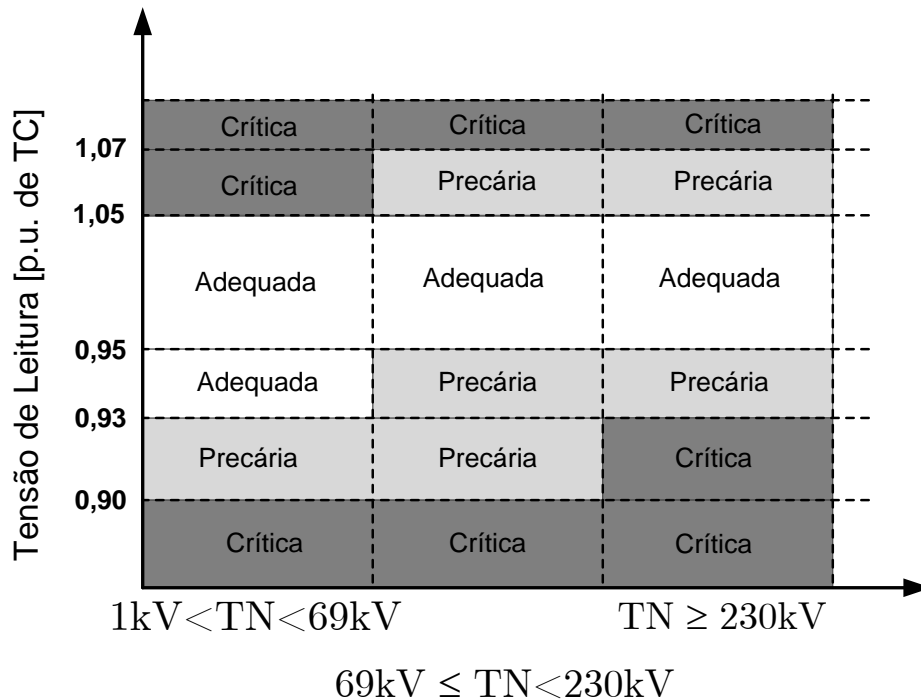 Tensão de Leitura [p.u. de TC]
Crítica Crítica Crítica
1,07
Crítica Precária Precária
1,05
Adequada Adequada Adequada
0,95
Adequada Precária Precária
0,93
Precária Precária Crítica
0,90
Crítica Crítica Crítica
1kV<TN<69kV TN ≥ 230kV
69kV ≤ TN<230kV